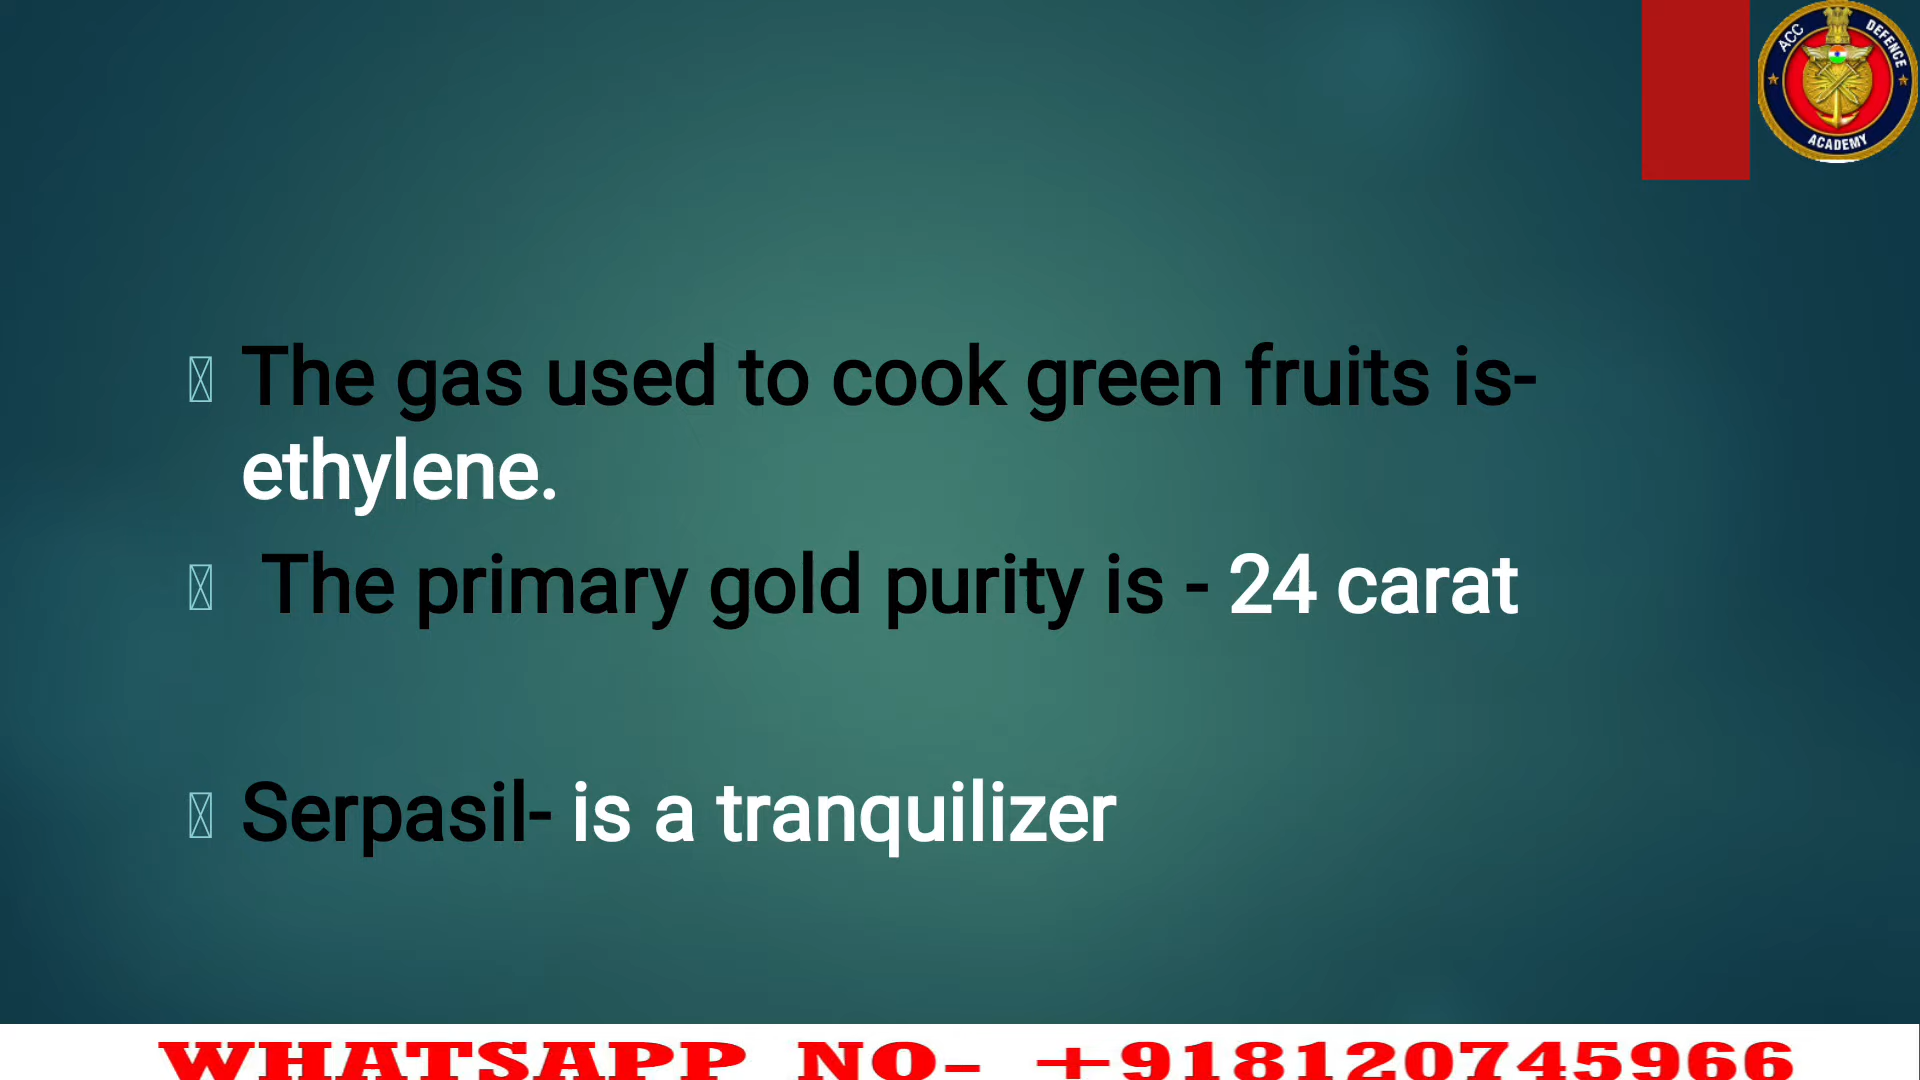 ACC DEFENCE
ACADEMY
The gas used to cook green fruits is-
ethylene.
The primary gold purity is - 24 carat
Serpasil- is a tranquilizer
WHATSAPP NO- +918120745966